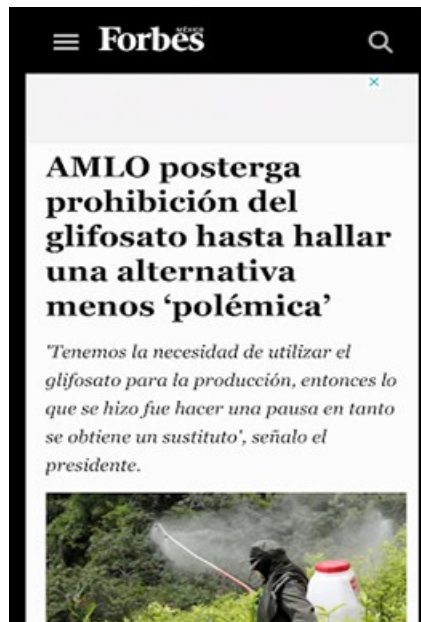 Forbes
MÉXICO
AMLO posterga
prohibición del
glifosato hasta hallar
una alternativa
menos ‘polémica’
'Tenemos la necesidad de utilizar el
glifosato para la producción, entonces lo
que se hizo fue hacer una pausa en tanto
se obtiene un sustituto', señalo el
presidente.